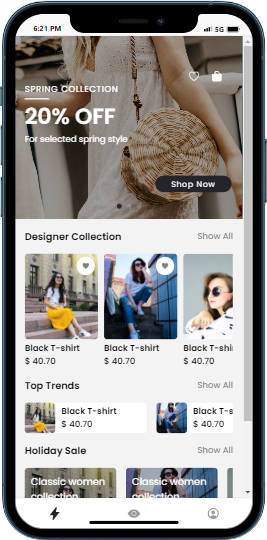 6:21 PM
5G
SPRING COLLECTION
20% OFF
For selected spring style
Shop Now
Designer Collection
Show All
Black T-shirt
$ 40.70
Black T-shirt
$ 40.70
Black T-shi
$ 40.70
Top Trends
Show All
Black T-shirt
$ 40.70
Black T-s
$ 40.70
Holiday Sale
Show All
Classic women
collection
Classic women
collection